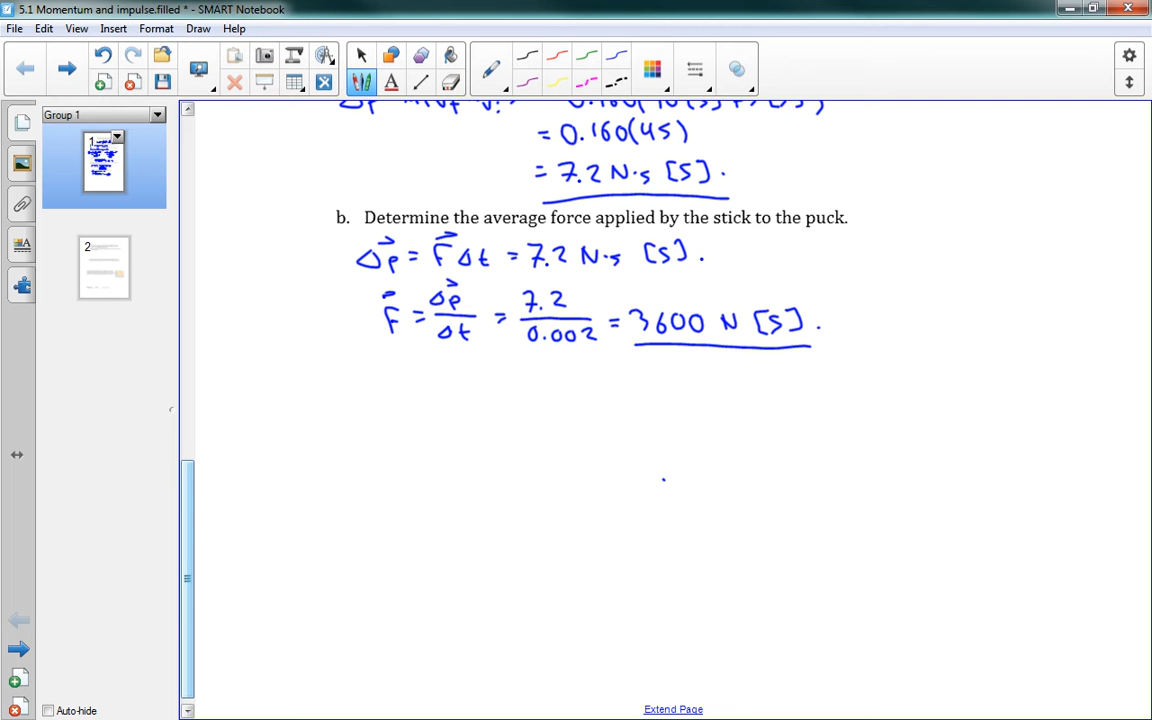 5.1 Momentum and impulse.filled * - SMART Notebook
File Edit View Insert Format Draw Help
Group 1
1
2
= 0.160(45)
= 7.2 N·s [S].
b. Determine the average force applied by the stick to the puck.
Δp⃗ = F⃗ Δt = 7.2 N·s [S].
F⃗ = Δp⃗/Δt = 7.2/0.002 = 3600 N [S].
Extend Page
Auto-hide